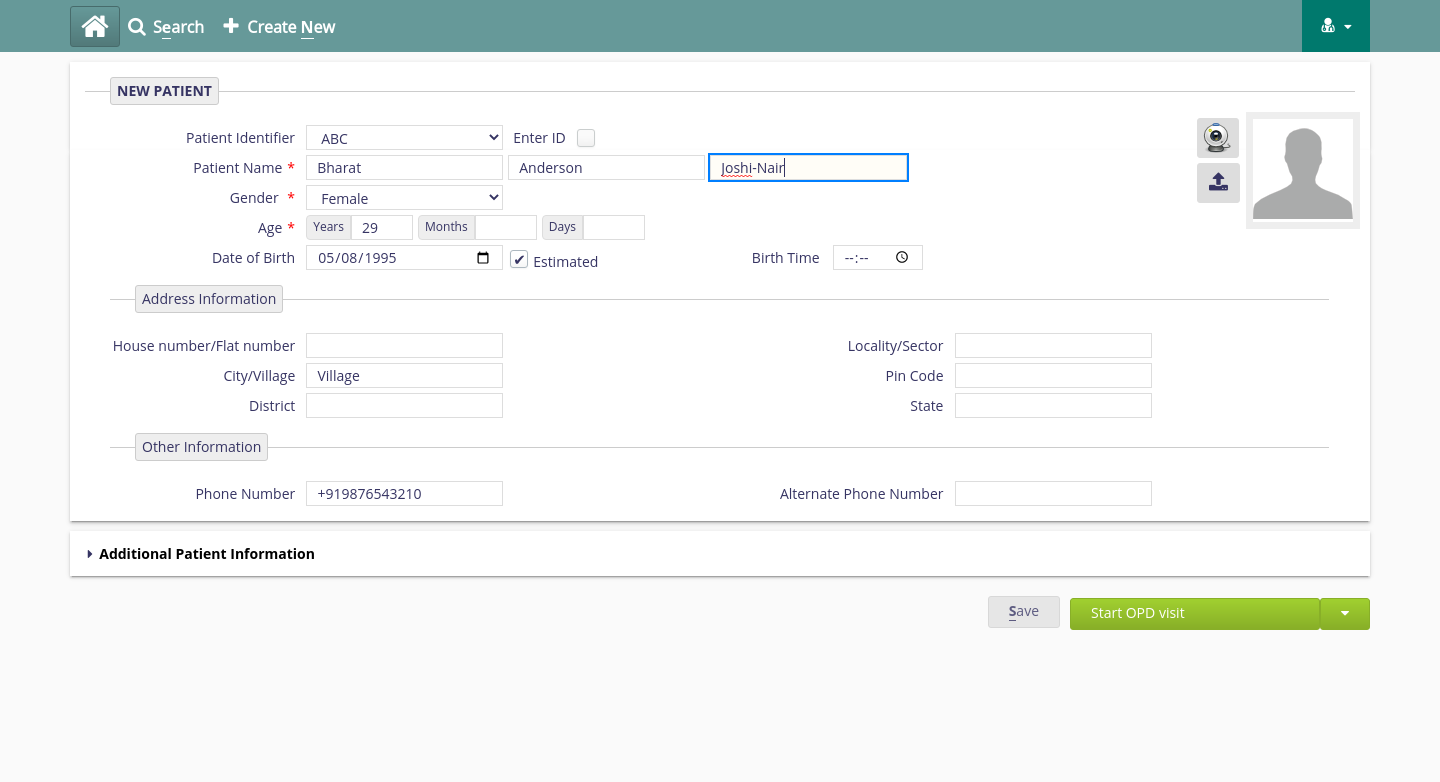 Search Create New
NEW PATIENT
Patient Identifier ABC Enter ID
Patient Name * Bharat Anderson Joshi-Nair
Gender * Female
Age * Years 29 Months Days
Date of Birth 05/08/1995 Estimated Birth Time --:--
Address Information
House number/Flat number Locality/Sector
City/Village Village Pin Code
District State
Other Information
Phone Number +919876543210 Alternate Phone Number
Additional Patient Information
Save Start OPD visit